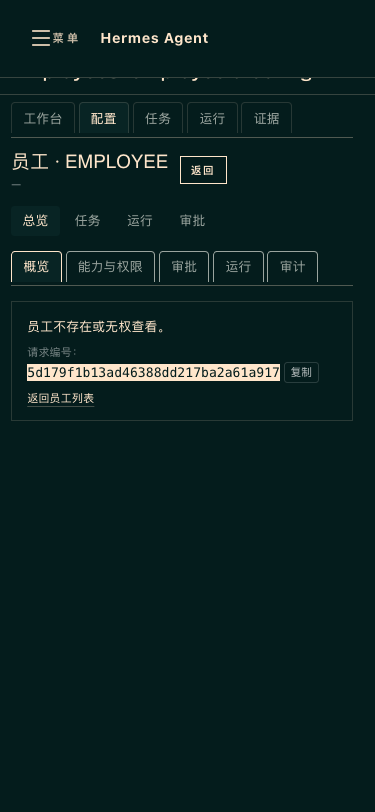 菜单 Hermes Agent
工作台 配置 任务 运行 证据
员工 · EMPLOYEE 返回
—
总览 任务 运行 审批
概览 能力与权限 审批 运行 审计
员工不存在或无权查看。
请求编号：
5d179f1b13ad46388dd217ba2a61a917 复制
返回员工列表